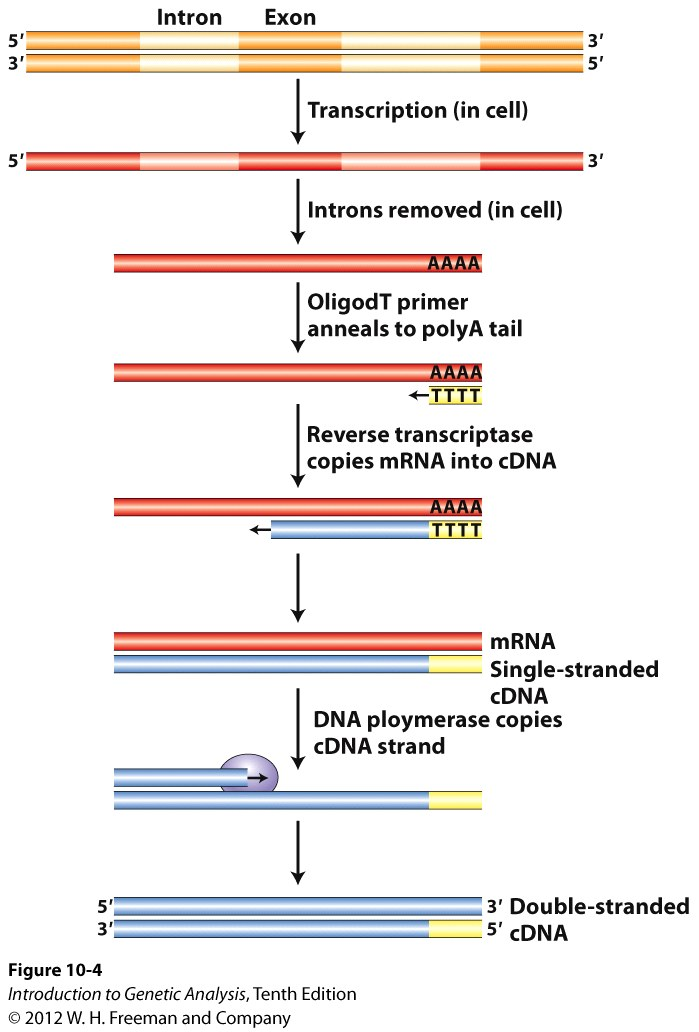 Intron Exon
5′ 3′
3′ 5′
Transcription (in cell)
5′ 3′
Introns removed (in cell)
AAAA
OligodT primer
anneals to polyA tail
AAAA
TTTT
Reverse transcriptase
copies mRNA into cDNA
AAAA
TTTT
mRNA
Single-stranded
cDNA
DNA ploymerase copies
cDNA strand
5′ 3′ Double-stranded
3′ 5′ cDNA
Figure 10-4
Introduction to Genetic Analysis, Tenth Edition
© 2012 W. H. Freeman and Company